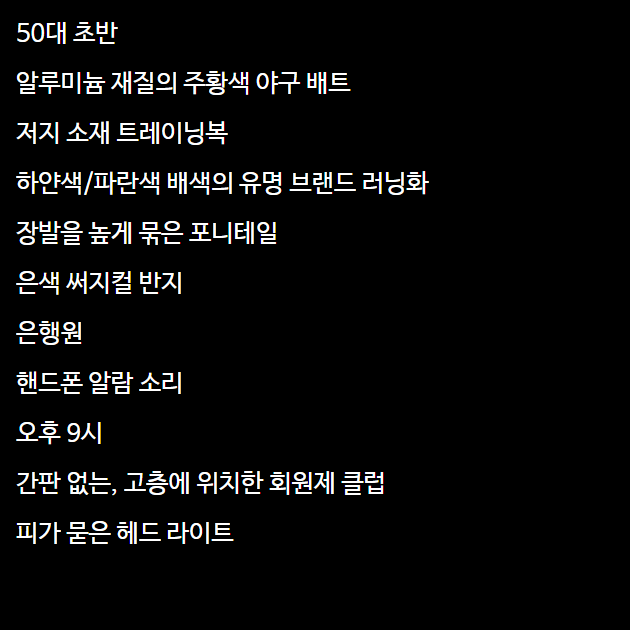 50대 초반
알루미늄 재질의 주황색 야구 배트
저지 소재 트레이닝복
하얀색/파란색 배색의 유명 브랜드 러닝화
장발을 높게 묶은 포니테일
은색 써지컬 반지
은행원
핸드폰 알람 소리
오후 9시
간판 없는, 고층에 위치한 회원제 클럽
피가 묻은 헤드 라이트